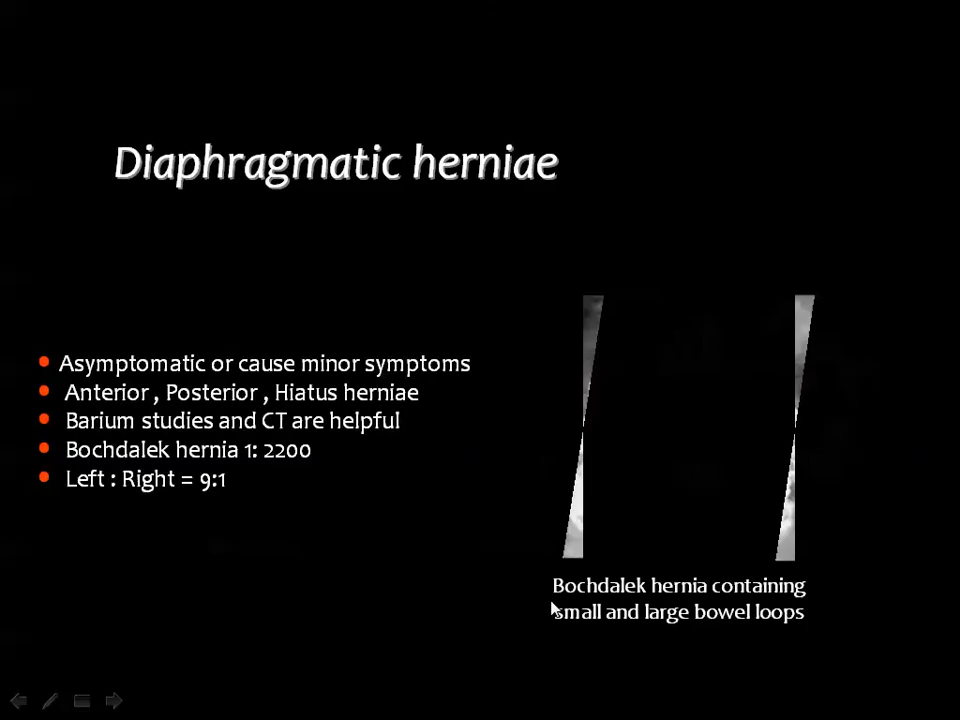 Diaphragmatic herniae
Asymptomatic or cause minor symptoms
Anterior , Posterior , Hiatus herniae
Barium studies and CT are helpful
Bochdalek hernia 1: 2200
Left : Right = 9:1
Bochdalek hernia containing
small and large bowel loops